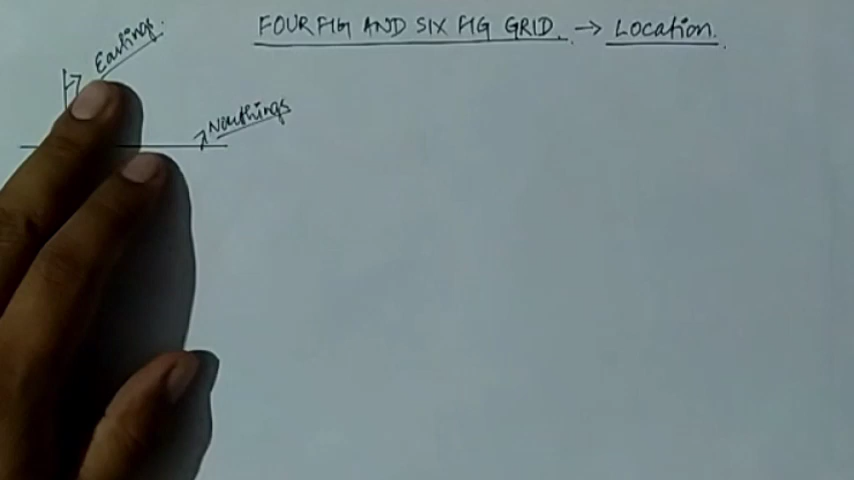 FOUR FIG AND SIX FIG GRID. → Location.
Eastings.
Northings